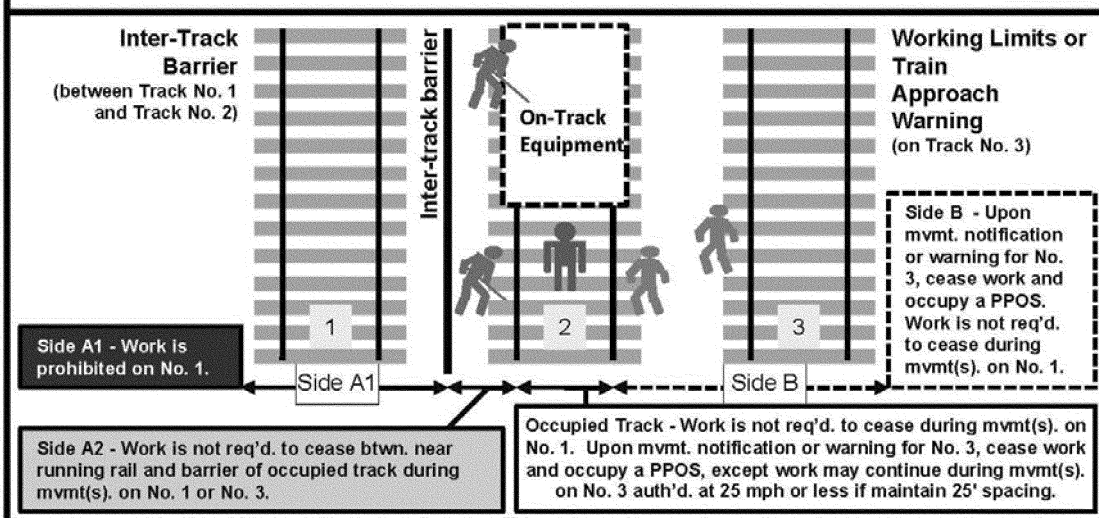 Inter-Track
Barrier
(between Track No. 1
and Track No. 2)
Inter-track barrier
On-Track
Equipment
Working Limits or
Train
Approach
Warning
(on Track No. 3)
Side B - Upon
mvmt. notification
or warning for No.
3, cease work and
occupy a PPOS.
Work is not req'd.
to cease during
mvmt(s). on No. 1.
1
2
3
Side A1 - Work is
prohibited on No. 1.
Side A1
Side B
Side A2 - Work is not req'd. to cease btwn. near
running rail and barrier of occupied track during
mvmt(s). on No. 1 or No. 3.
Occupied Track - Work is not req'd. to cease during mvmt(s). on
No. 1. Upon mvmt. notification or warning for No. 3, cease work
and occupy a PPOS, except work may continue during mvmt(s).
on No. 3 auth'd. at 25 mph or less if maintain 25' spacing.